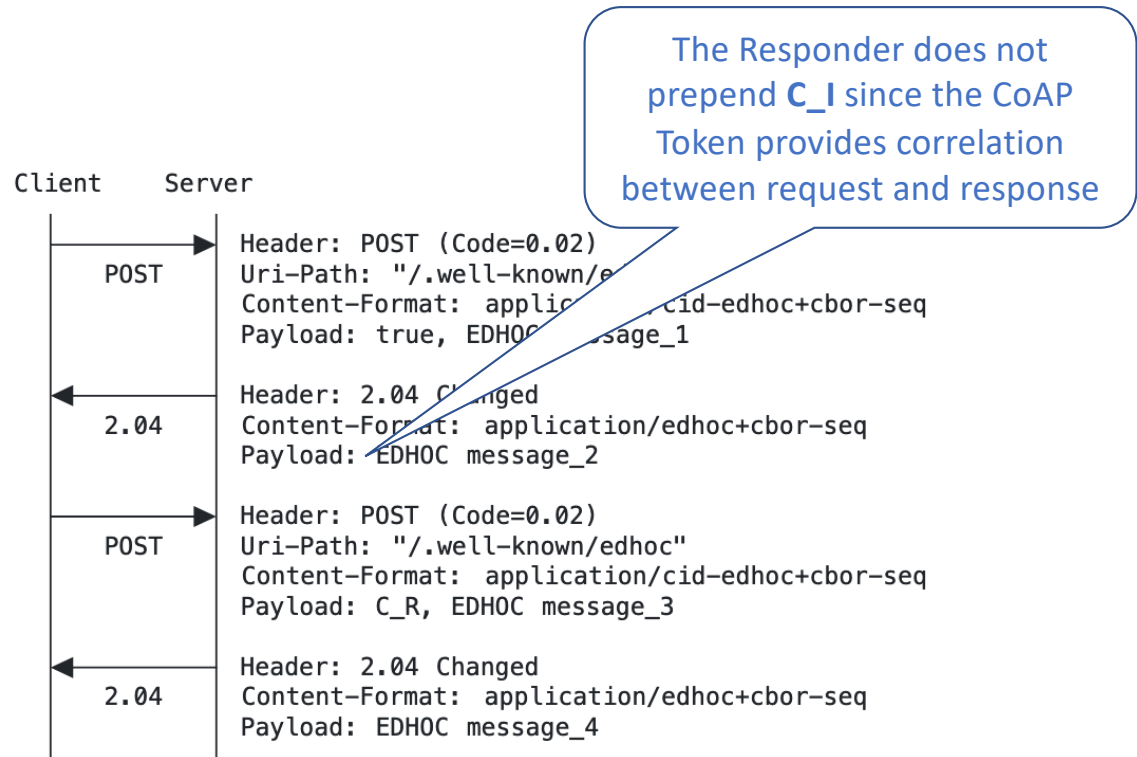 The Responder does not
prepend C_I since the CoAP
Token provides correlation
between request and response
Client Server
POST
Header: POST (Code=0.02)
Uri-Path: "/.well-known/e
Content-Format: application/cid-edhoc+cbor-seq
Payload: true, EDHOC message_1
2.04
Header: 2.04 Changed
Content-Format: application/edhoc+cbor-seq
Payload: EDHOC message_2
POST
Header: POST (Code=0.02)
Uri-Path: "/.well-known/edhoc"
Content-Format: application/cid-edhoc+cbor-seq
Payload: C_R, EDHOC message_3
2.04
Header: 2.04 Changed
Content-Format: application/edhoc+cbor-seq
Payload: EDHOC message_4